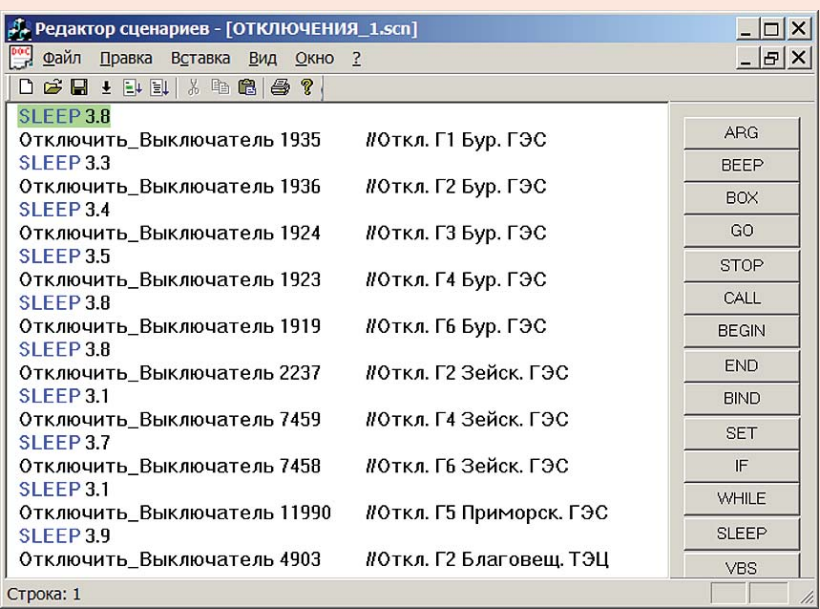 Редактор сценариев - [ОТКЛЮЧЕНИЯ_1.scn]
DOC Файл Правка Вставка Вид Окно ?
SLEEP 3.8
Отключить_Выключатель 1935 //Откл. Г1 Бур. ГЭС
SLEEP 3.3
Отключить_Выключатель 1936 //Откл. Г2 Бур. ГЭС
SLEEP 3.4
Отключить_Выключатель 1924 //Откл. Г3 Бур. ГЭС
SLEEP 3.5
Отключить_Выключатель 1923 //Откл. Г4 Бур. ГЭС
SLEEP 3.8
Отключить_Выключатель 1919 //Откл. Г6 Бур. ГЭС
SLEEP 3.8
Отключить_Выключатель 2237 //Откл. Г2 Зейск. ГЭС
SLEEP 3.1
Отключить_Выключатель 7459 //Откл. Г4 Зейск. ГЭС
SLEEP 3.7
Отключить_Выключатель 7458 //Откл. Г6 Зейск. ГЭС
SLEEP 3.1
Отключить_Выключатель 11990 //Откл. Г5 Приморск. ГЭС
SLEEP 3.9
Отключить_Выключатель 4903 //Откл. Г2 Благовещ. ТЭЦ
ARG
BEEP
BOX
GO
STOP
CALL
BEGIN
END
BIND
SET
IF
WHILE
SLEEP
VBS
Строка: 1